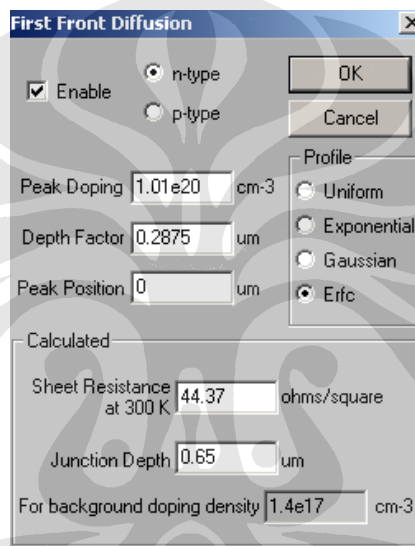 First Front Diffusion
Enable
n-type
p-type
OK
Cancel
Peak Doping 1.01e20 cm-3
Depth Factor 0.2875 um
Peak Position 0 um
Profile
Uniform
Exponential
Gaussian
Erfc
Calculated
Sheet Resistance
at 300 K 44.37 ohms/square
Junction Depth 0.65 um
For background doping density 1.4e17 cm-3